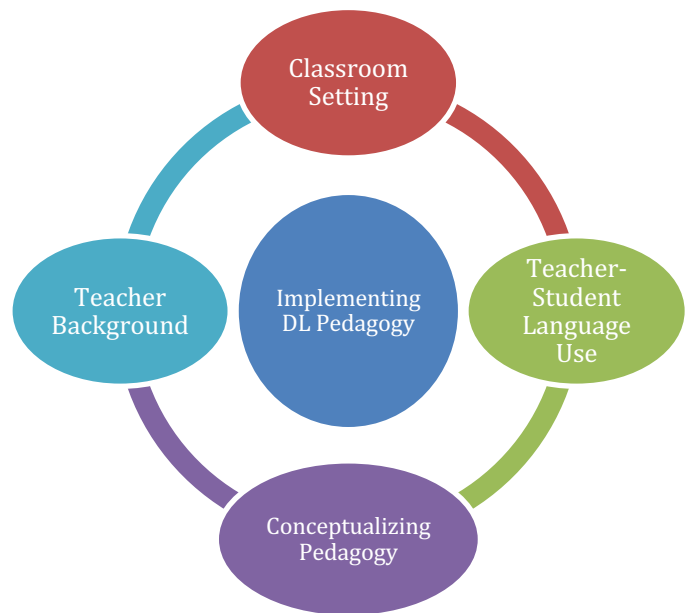 Classroom
Setting
Teacher
Background
Implementing
DL Pedagogy
Teacher-
Student
Language
Use
Conceptualizing
Pedagogy